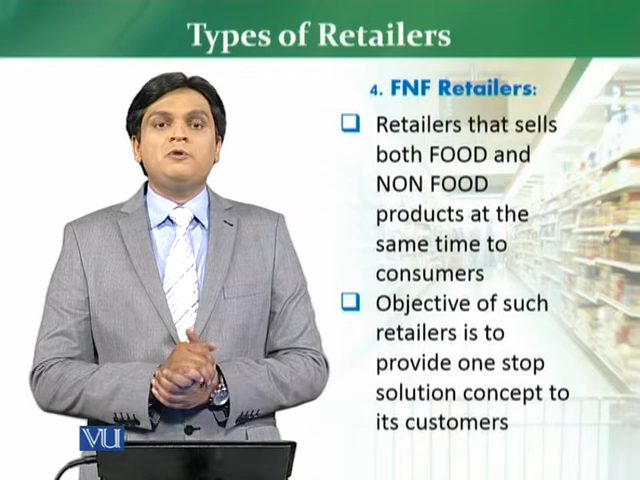 Types of Retailers
4. FNF Retailers:
❑ Retailers that sells
both FOOD and
NON FOOD
products at the
same time to
consumers
❑ Objective of such
retailers is to
provide one stop
solution concept to
its customers
VU